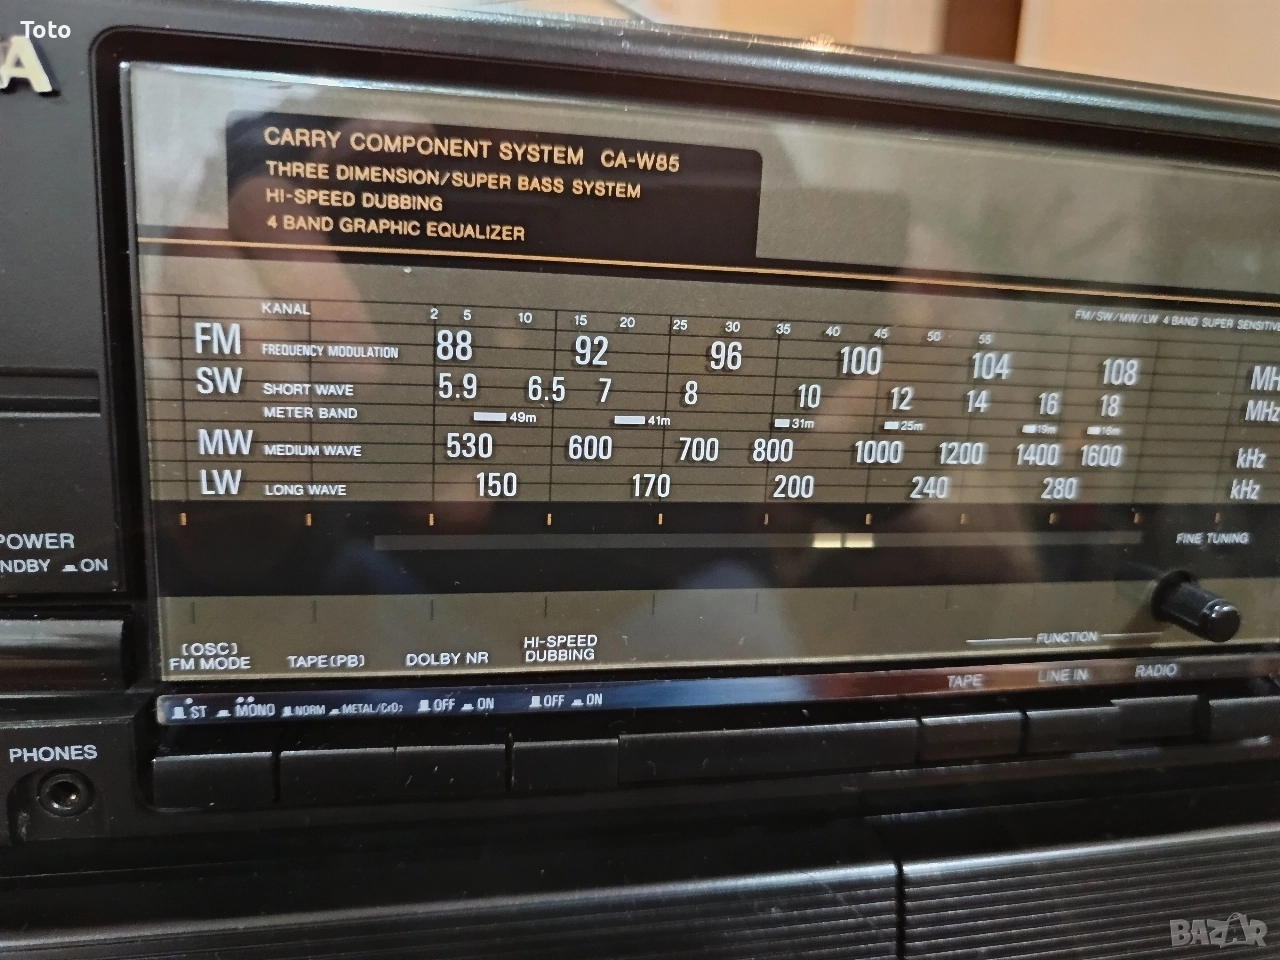 Toto
A
CARRY COMPONENT SYSTEM CA-W85
THREE DIMENSION/SUPER BASS SYSTEM
HI-SPEED DUBBING
4 BAND GRAPHIC EQUALIZER
FM/SW/MW/LW 4 BAND SUPER SENSITIV
KANAL 2 5 10 15 20 25 30 35 40 45 50 55
FM FREQUENCY MODULATION 88 92 96 100 104 108 MH
SW SHORT WAVE 5.9 6.5 7 8 10 12 14 16 18 MHz
METER BAND 49m 41m 31m 25m 19m 16m
MW MEDIUM WAVE 530 600 700 800 1000 1200 1400 1600 kHz
LW LONG WAVE 150 170 200 240 280 kHz
FINE TUNING
POWER
NDBY ON
FUNCTION
(OSC)
FM MODE TAPE(PB) DOLBY NR HI-SPEED
DUBBING
TAPE LINE IN RADIO
ST MONO NORM METAL/CrO2 OFF ON OFF ON
PHONES
BAZAR